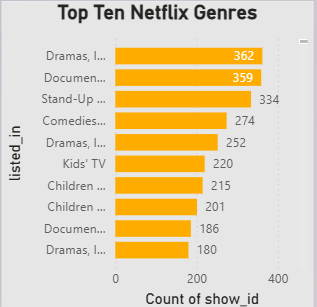 Top Ten Netflix Genres
listed_in
Dramas, I... 362
Documen... 359
Stand-Up ... 334
Comedies... 274
Dramas, I... 252
Kids' TV 220
Children ... 215
Children ... 201
Documen... 186
Dramas, I... 180
0 200 400
Count of show_id